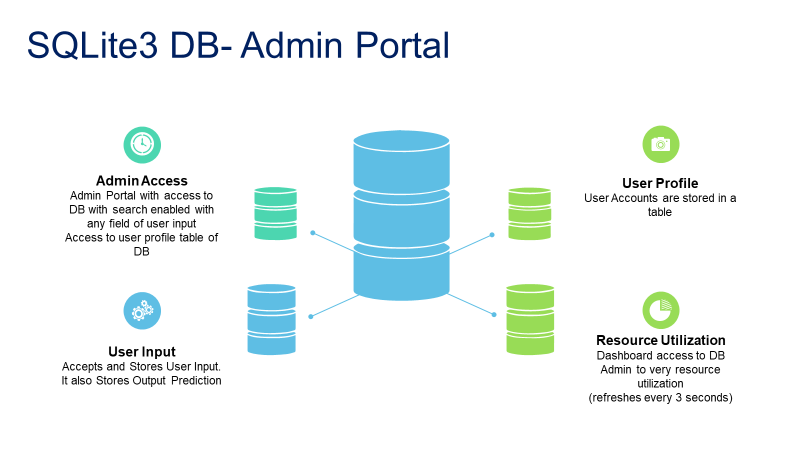 SQLite3 DB- Admin Portal
Admin Access
Admin Portal with access to
DB with search enabled with
any field of user input
Access to user profile table of
DB
User Profile
User Accounts are stored in a
table
User Input
Accepts and Stores User Input.
It also Stores Output Prediction
Resource Utilization
Dashboard access to DB
Admin to very resource
utilization
(refreshes every 3 seconds)